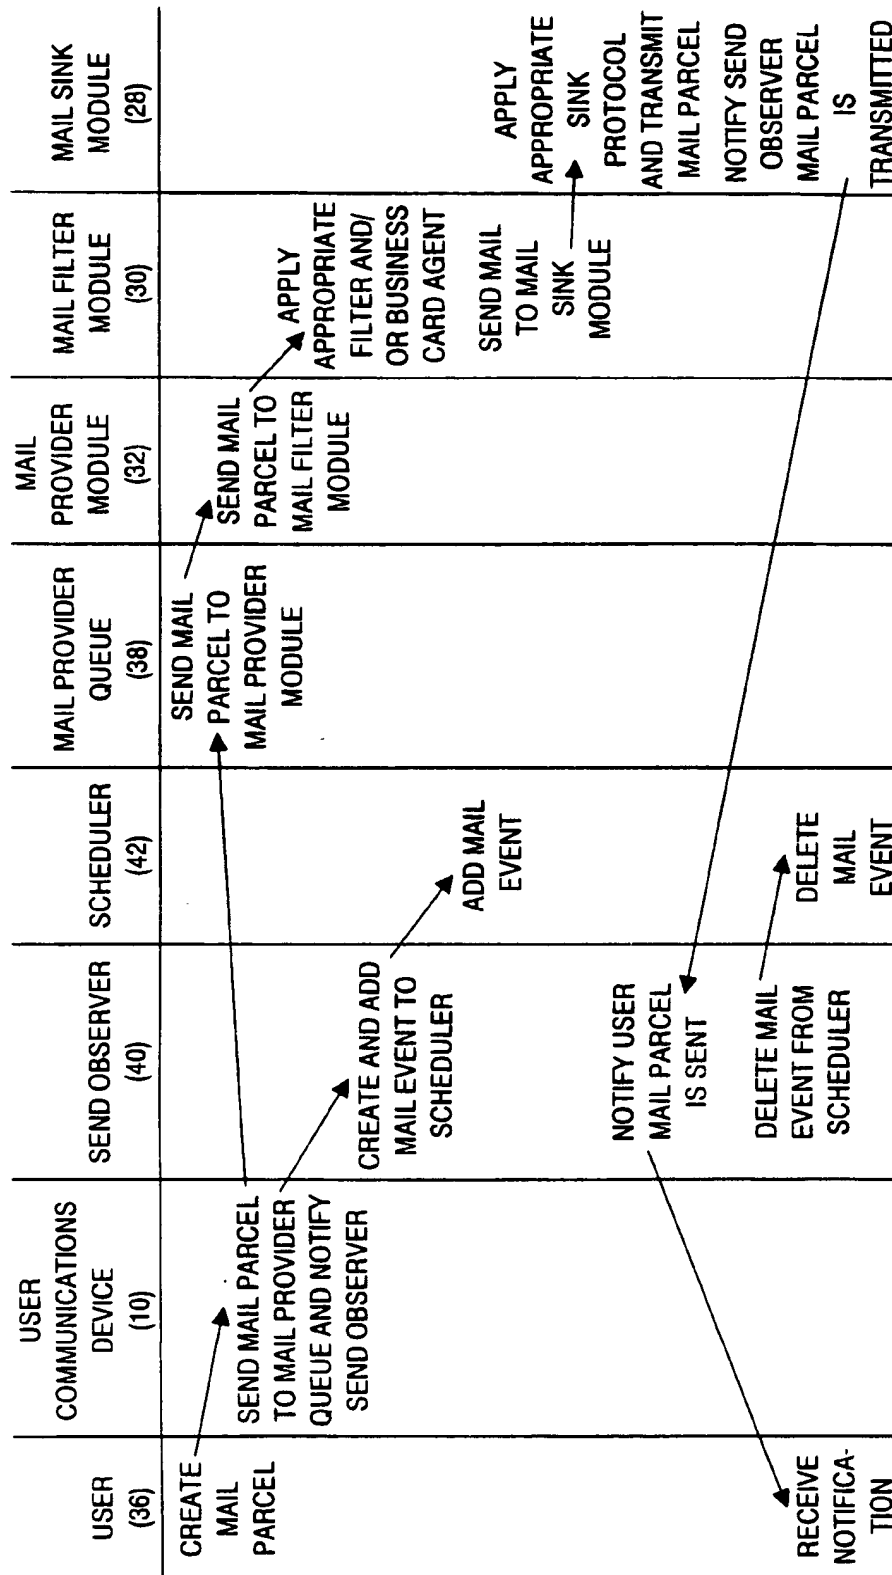 USER
(36)
USER
COMMUNICATIONS
DEVICE
(10)
SEND OBSERVER
(40)
SCHEDULER
(42)
MAIL PROVIDER
QUEUE
(38)
MAIL
PROVIDER
MODULE
(32)
MAIL FILTER
MODULE
(30)
MAIL SINK
MODULE
(28)
CREATE
MAIL
PARCEL
SEND MAIL PARCEL
TO MAIL PROVIDER
QUEUE AND NOTIFY
SEND OBSERVER
CREATE AND ADD
MAIL EVENT TO
SCHEDULER
ADD MAIL
EVENT
SEND MAIL
PARCEL TO
MAIL PROVIDER
MODULE
SEND MAIL
PARCEL TO
MAIL FILTER
MODULE
APPLY
APPROPRIATE
FILTER AND/
OR BUSINESS
CARD AGENT
SEND MAIL
TO MAIL
SINK
MODULE
APPLY
APPROPRIATE
SINK
PROTOCOL
AND TRANSMIT
MAIL PARCEL
NOTIFY SEND
OBSERVER
MAIL PARCEL
IS
TRANSMITTED
NOTIFY USER
MAIL PARCEL
IS SENT
DELETE MAIL
EVENT FROM
SCHEDULER
DELETE
MAIL
EVENT
RECEIVE
NOTIFICA-
TION